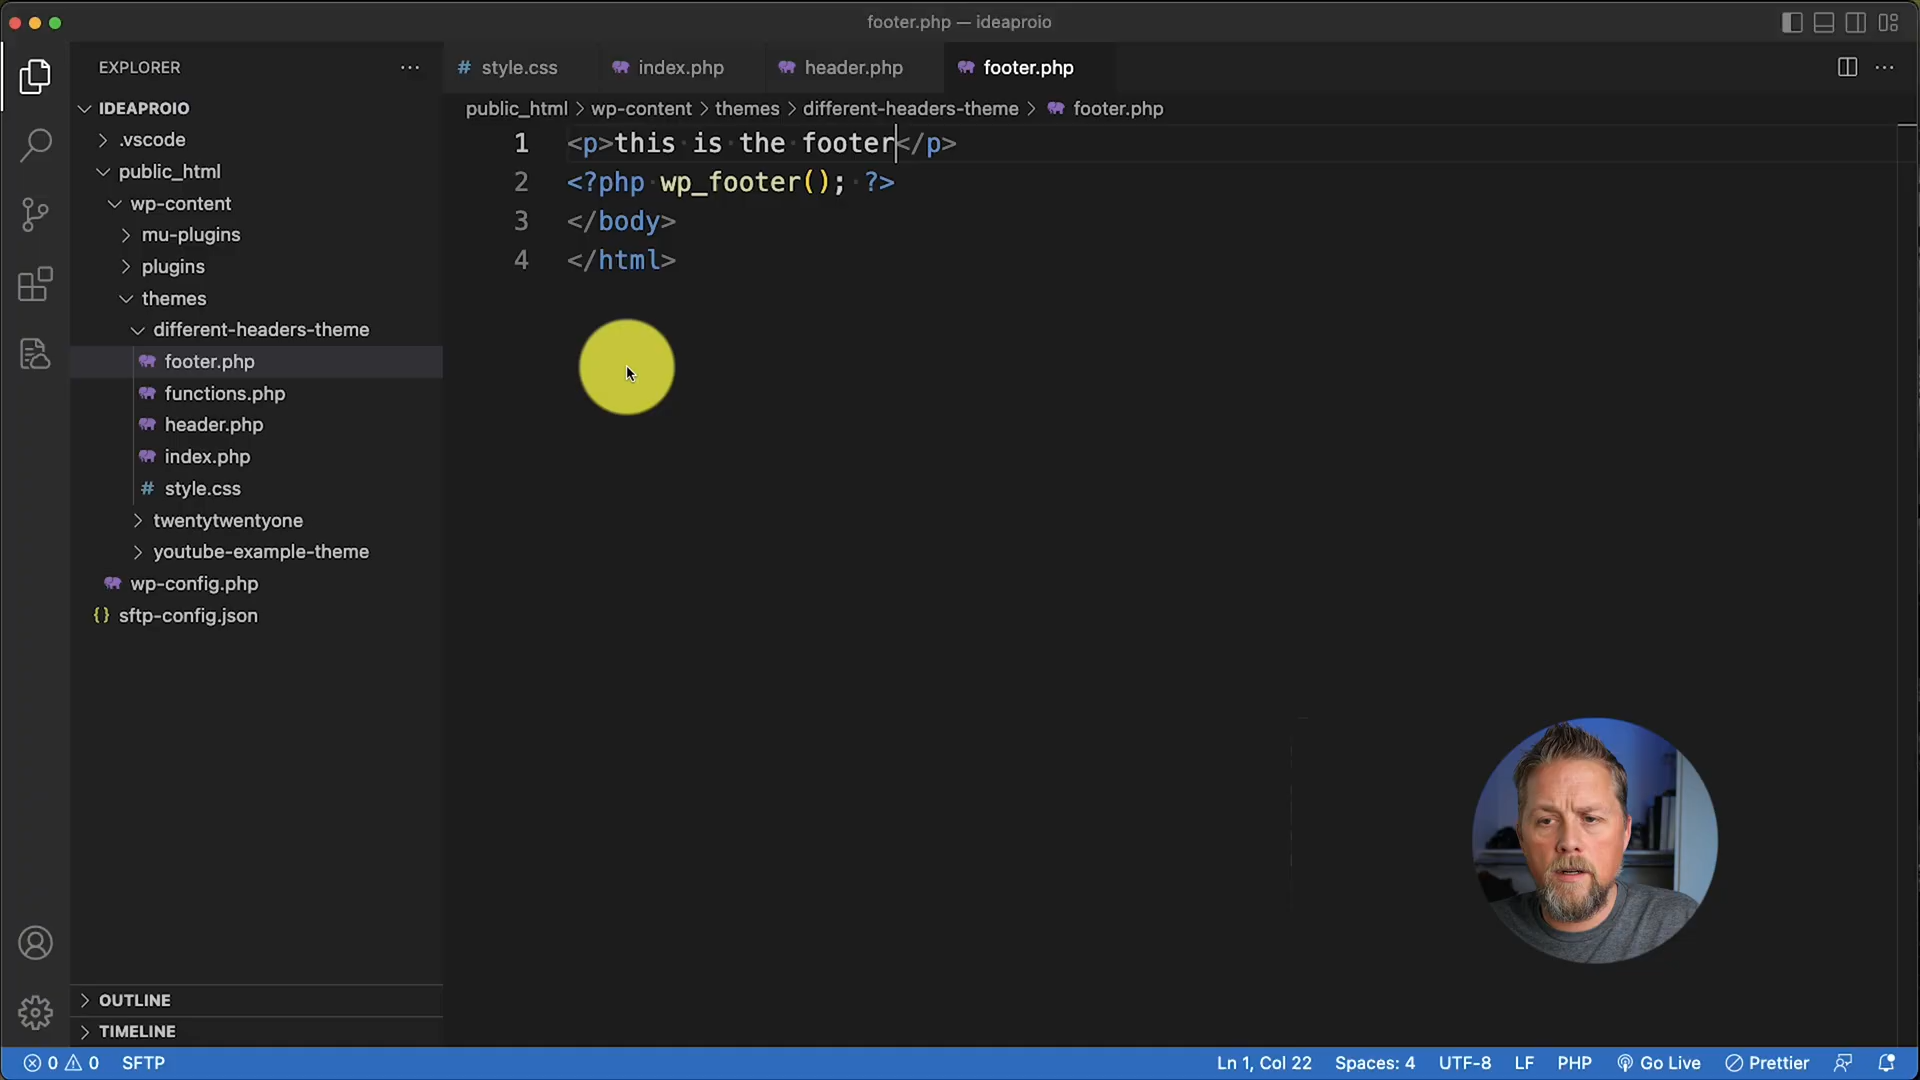 footer.php — ideaproio
EXPLORER
style.css
index.php
header.php
footer.php
IDEAPROIO
public_html > wp-content > themes > different-headers-theme > footer.php
.vscode
public_html
wp-content
mu-plugins
plugins
themes
different-headers-theme
footer.php
functions.php
header.php
index.php
# style.css
twentytwentyone
youtube-example-theme
wp-config.php
{} sftp-config.json
1 <p>this is the footer</p>
2 <?php wp_footer(); ?>
3 </body>
4 </html>
OUTLINE
TIMELINE
0 0 SFTP
Ln 1, Col 22 Spaces: 4 UTF-8 LF PHP Go Live Prettier